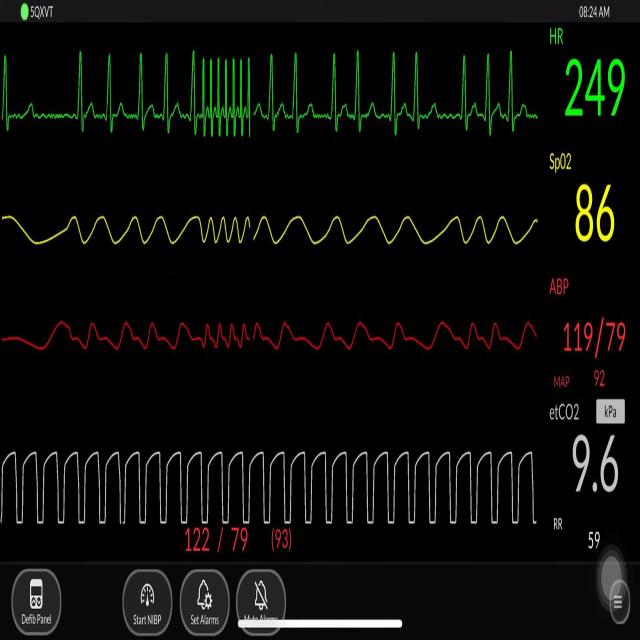 5QXVT
08:24 AM
HR
249
SpO2
86
ABP
119/79
MAP 92
etCO2 kPa
9.6
RR
59
122 / 79 (93)
Defib Panel
Start NIBP
Set Alarms
Mute Alarms